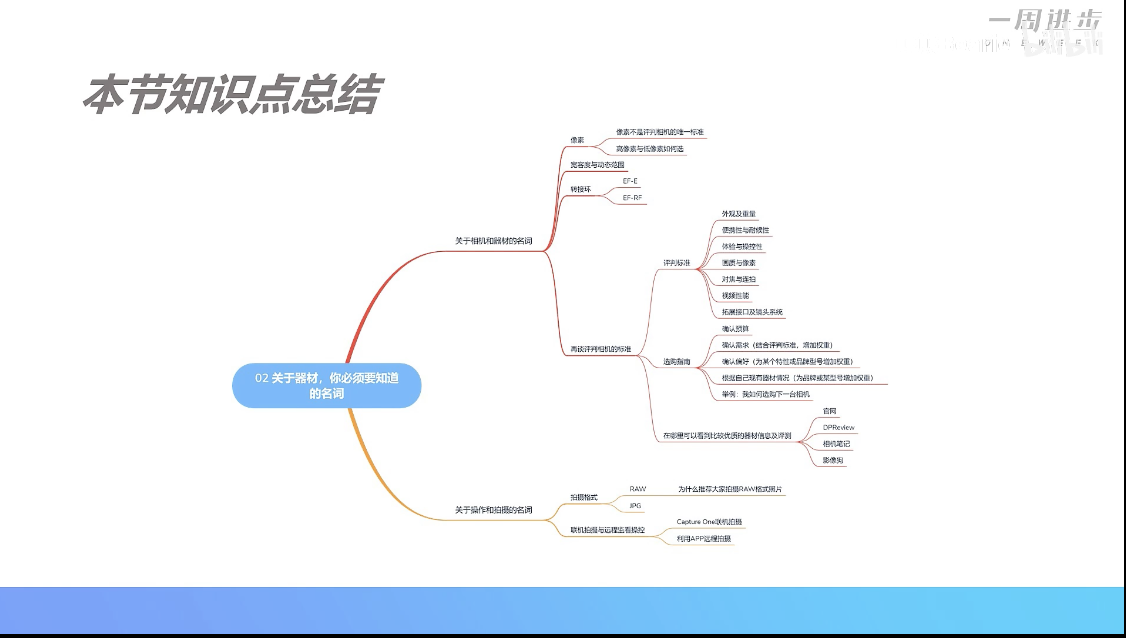 一周进步
bilibili
本节知识点总结
像素
像素不是评判相机的唯一标准
高像素与低像素如何选
宽容度与动态范围
转接环
EF-E
EF-RF
关于相机和器材的名词
外观及重量
便携性与耐候性
体验与操控性
评判标准
画质与像素
对焦与连拍
视频性能
拓展接口及镜头系统
再谈评判相机的标准
确认预算
确认需求（结合评判标准，增加权重）
选购指南
确认偏好（为某个特性或品牌型号增加权重）
根据自己现有器材情况（为品牌或某型号增加权重）
举例：我如何选购下一台相机
02 关于器材，你必须要知道
的名词
在哪里可以看到比较优质的器材信息及评测
官网
DPReview
相机笔记
影像狗
关于操作和拍摄的名词
拍摄格式
RAW
为什么推荐大家拍摄RAW格式照片
JPG
联机拍摄与远程监看操控
Capture One联机拍摄
利用APP远程拍摄